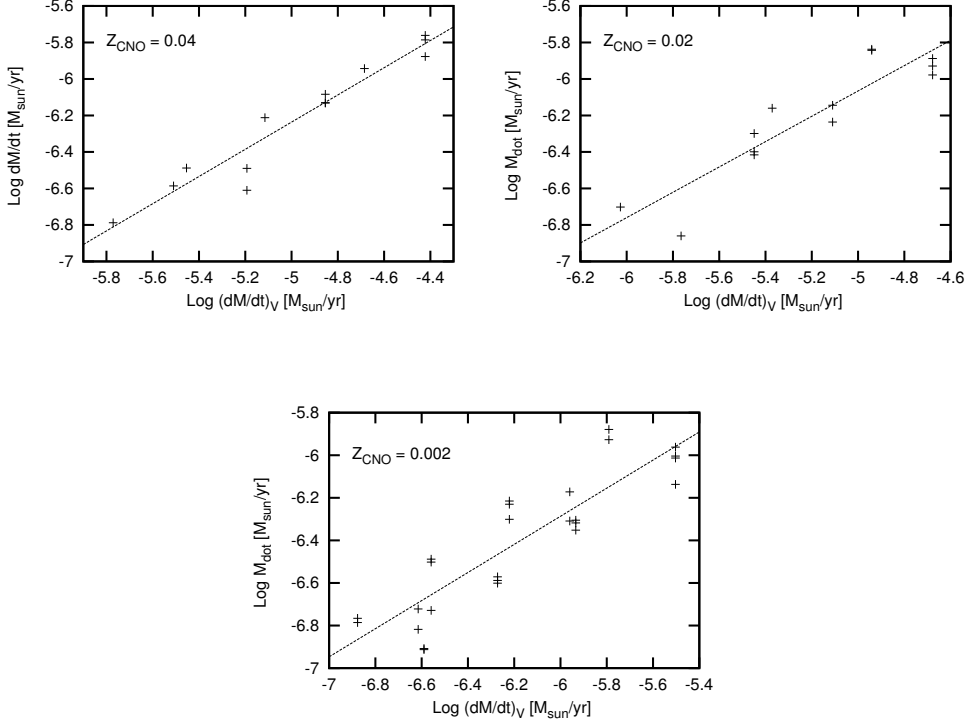 -5.6
-5.8
-6
-6.2
-6.4
-6.6
-6.8
-7
Log dM/dt [M_sun/yr]
Z_CNO = 0.04
-5.8 -5.6 -5.4 -5.2 -5 -4.8 -4.6 -4.4
Log (dM/dt)_V [M_sun/yr]
-5.6
-5.8
-6
-6.2
-6.4
-6.6
-6.8
-7
Log M_dot [M_sun/yr]
Z_CNO = 0.02
-6.2 -6 -5.8 -5.6 -5.4 -5.2 -5 -4.8 -4.6
Log (dM/dt)_V [M_sun/yr]
-5.8
-6
-6.2
-6.4
-6.6
-6.8
-7
Log M_dot [M_sun/yr]
Z_CNO = 0.002
-7 -6.8 -6.6 -6.4 -6.2 -6 -5.8 -5.6 -5.4
Log (dM/dt)_V [M_sun/yr]